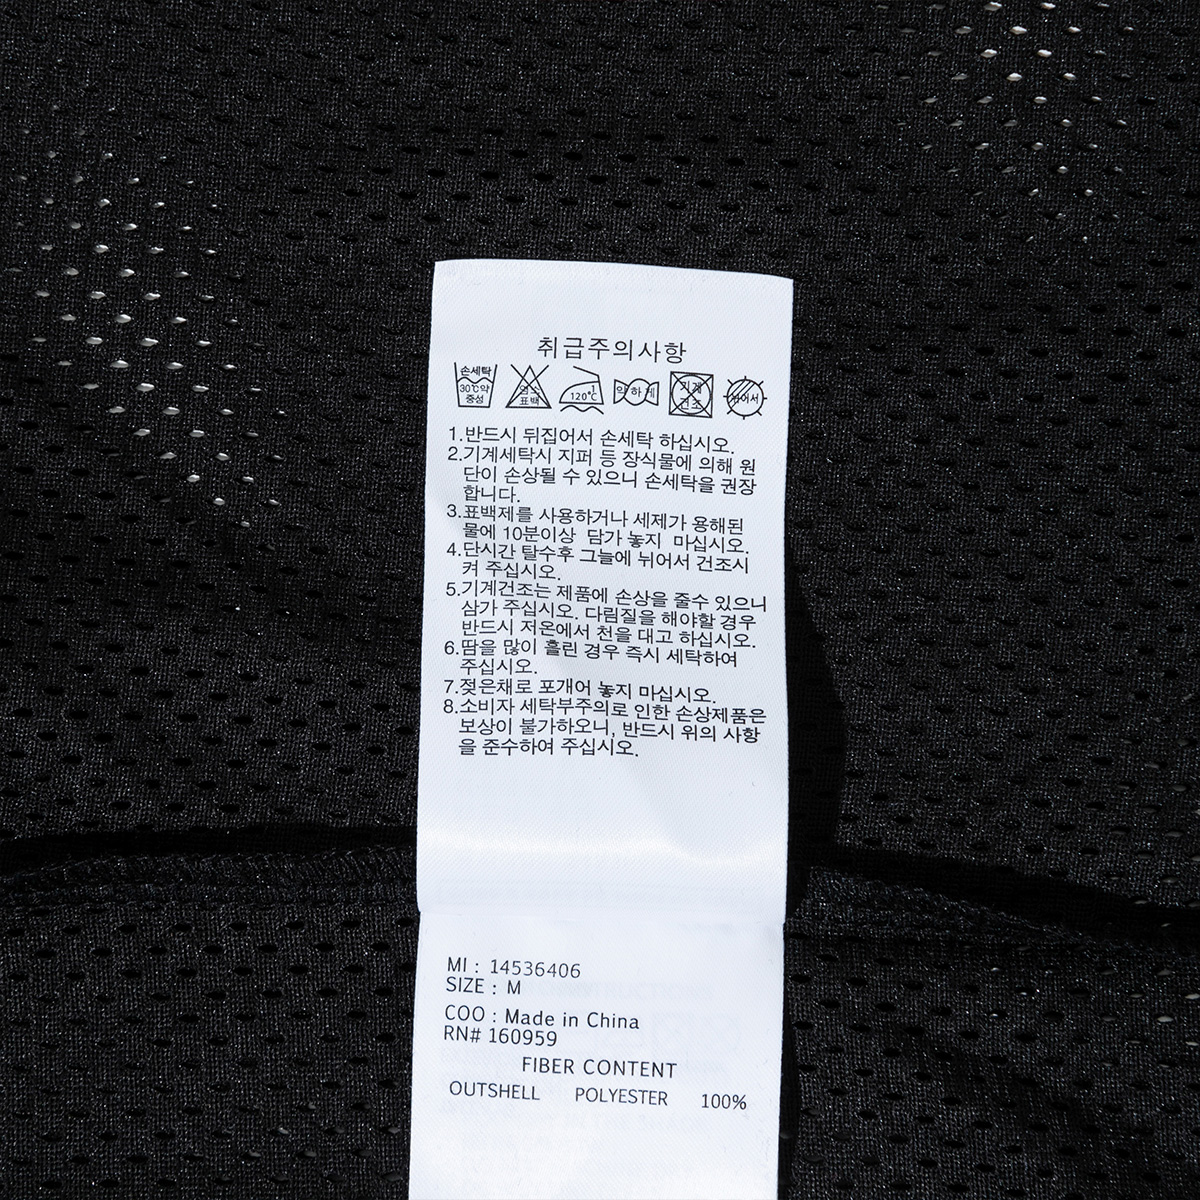 취급주의사항
손세탁
30℃약
중성
염소
표백
1
120℃
약하게
기계
건조
뉘어서
1.반드시 뒤집어서 손세탁 하십시오.
2.기계세탁시 지퍼 등 장식물에 의해 원
단이 손상될 수 있으니 손세탁을 권장
합니다.
3.표백제를 사용하거나 세제가 용해된
물에 10분이상 담가 놓지 마십시오.
4.단시간 탈수후 그늘에 뉘어서 건조시
켜 주십시오.
5.기계건조는 제품에 손상을 줄수 있으니
삼가 주십시오. 다림질을 해야할 경우
반드시 저온에서 천을 대고 하십시오.
6.땀을 많이 흘린 경우 즉시 세탁하여
주십시오.
7.젖은채로 포개어 놓지 마십시오.
8.소비자 세탁부주의로 인한 손상제품은
보상이 불가하오니, 반드시 위의 사항
을 준수하여 주십시오.
MI : 14536406
SIZE : M
COO : Made in China
RN# 160959
FIBER CONTENT
OUTSHELL POLYESTER 100%